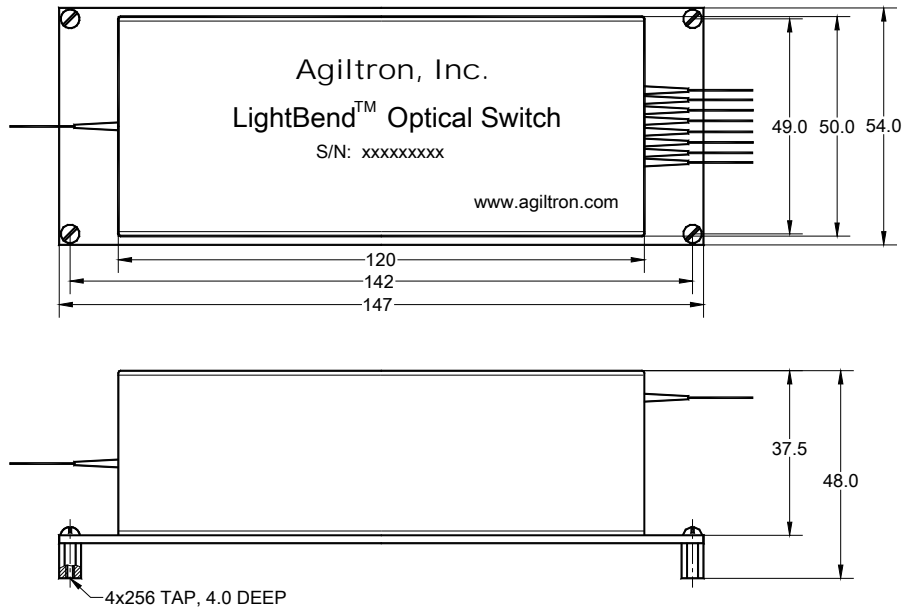 Agiltron, Inc.
LightBend™ Optical Switch
S/N: xxxxxxxxx
www.agiltron.com
49.0
50.0
54.0
120
142
147
37.5
48.0
4x256 TAP, 4.0 DEEP